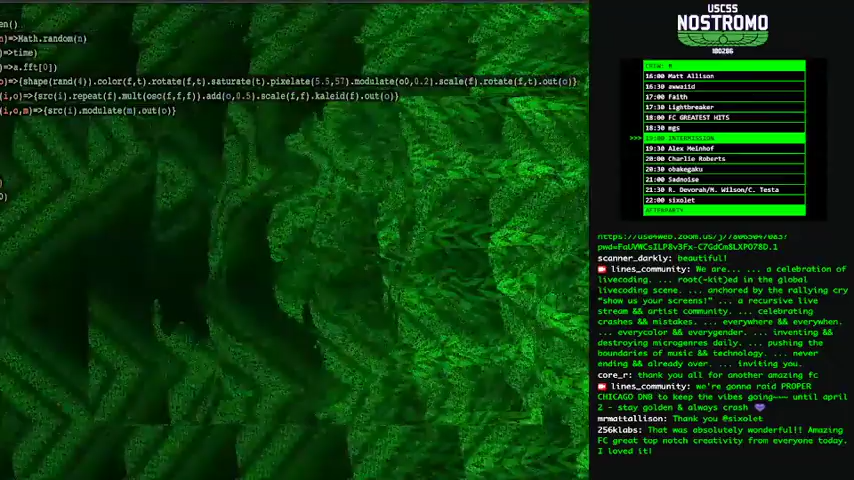 en()
)=>Math.random(n)
)=>time)
)=>a.fft[0])
o)=>{shape(rand(4)).color(f,t).rotate(f,t).saturate(t).pixelate(5.5,57).modulate(o0,0.2).scale(f).rotate(f,t).out(o)}
(i,o)=>{src(i).repeat(f).mult(osc(f,f,f)).add(o,0.5).scale(f,f).kaleid(f).out(o)}
(i,o,m)=>{src(i).modulate(m).out(o)}
)
0)
USCSS
NOSTROMO
180286
16:00 Matt Allison
16:30 awwaiid
17:00 Faith
17:30 Lightbreaker
18:00 FC GREATEST HITS
18:30 mgs
>>> 19:00 INTERMISSION
19:30 Alex Meinhof
20:00 Charlie Roberts
20:30 obakegaku
21:00 Sadnoise
21:30 R. Devorah/M. Wilson/C. Testa
22:00 sixolet
AFTERPARTY
scanner_darkly: beautiful!
lines_community: We are... ... a celebration of
livecoding. ... root(-kit)ed in the global
livecoding scene. ... anchored by the rallying cry
"show us your screens!" ... a recursive live
stream && artist community. ... celebrating
crashes && mistakes. ... everywhere && everywhen.
... everycolor && everygender. ... inventing &&
destroying microgenres daily. ... pushing the
boundaries of music && technology. ... never
ending && already over. ... inviting you.
core_r: thank you all for another amazing fc
lines_community: we're gonna raid PROPER
CHICAGO DNB to keep the vibes going~~~ until april
2 - stay golden & always crash 💜
mrmattallison: Thank you @sixolet
256klabs: That was absolutely wonderful!! Amazing
FC great top notch creativity from everyone today.
I loved it!